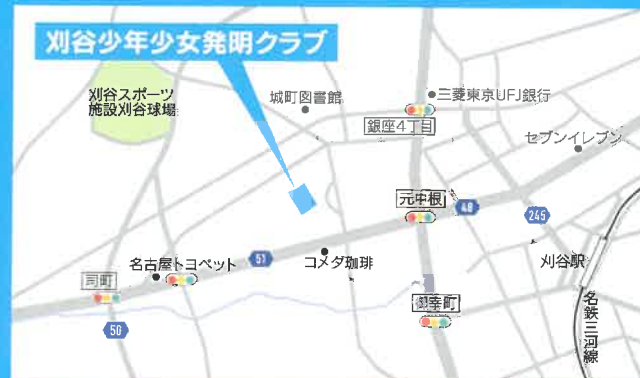 刈谷少年少女発明クラブ
刈谷スポーツ
施設刈谷球場
城町図書館
三菱東京UFJ銀行
銀座4丁目
セブンイレブン
元中根
48
245
名古屋トヨペット
51
コメダ珈琲
刈谷駅
司町
御幸町
50
名鉄三河線